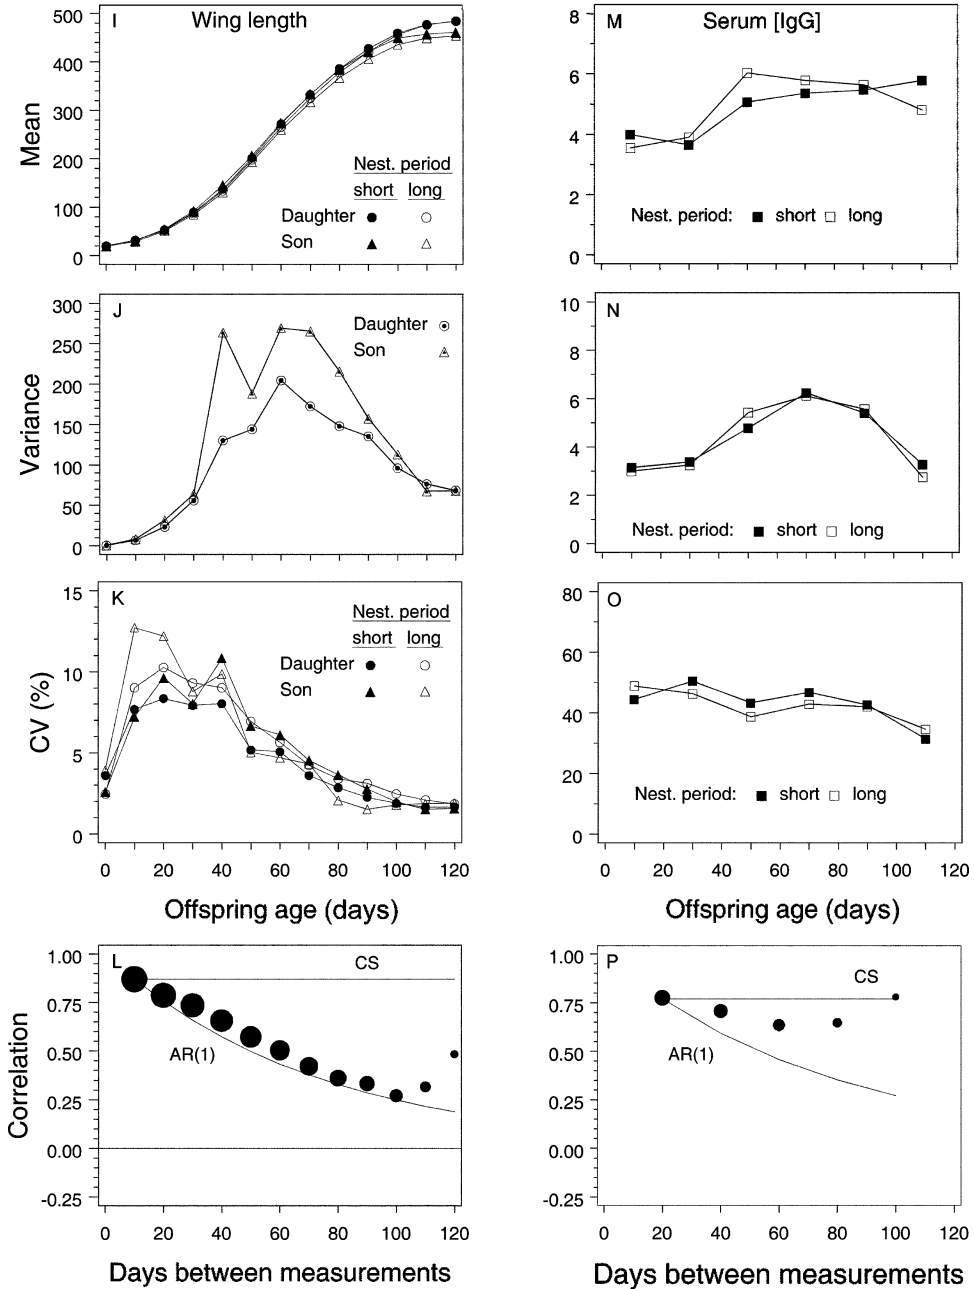 I Wing length
500
400
300
200
100
0
Mean
Nest. period
short long
Daughter
Son
M Serum [IgG]
8
6
4
2
0
Nest. period: short long
J
300
250
200
150
100
50
0
Variance
Daughter
Son
N
10
8
6
4
2
0
Nest. period: short long
K
15
10
5
0
CV (%)
Nest. period
short long
Daughter
Son
0 20 40 60 80 100 120
Offspring age (days)
O
80
60
40
20
0
Nest. period: short long
0 20 40 60 80 100 120
Offspring age (days)
L
1.00
0.75
0.50
0.25
0.00
-0.25
Correlation
CS
AR(1)
0 20 40 60 80 100 120
Days between measurements
P
1.00
0.75
0.50
0.25
0.00
-0.25
CS
AR(1)
0 20 40 60 80 100 120
Days between measurements